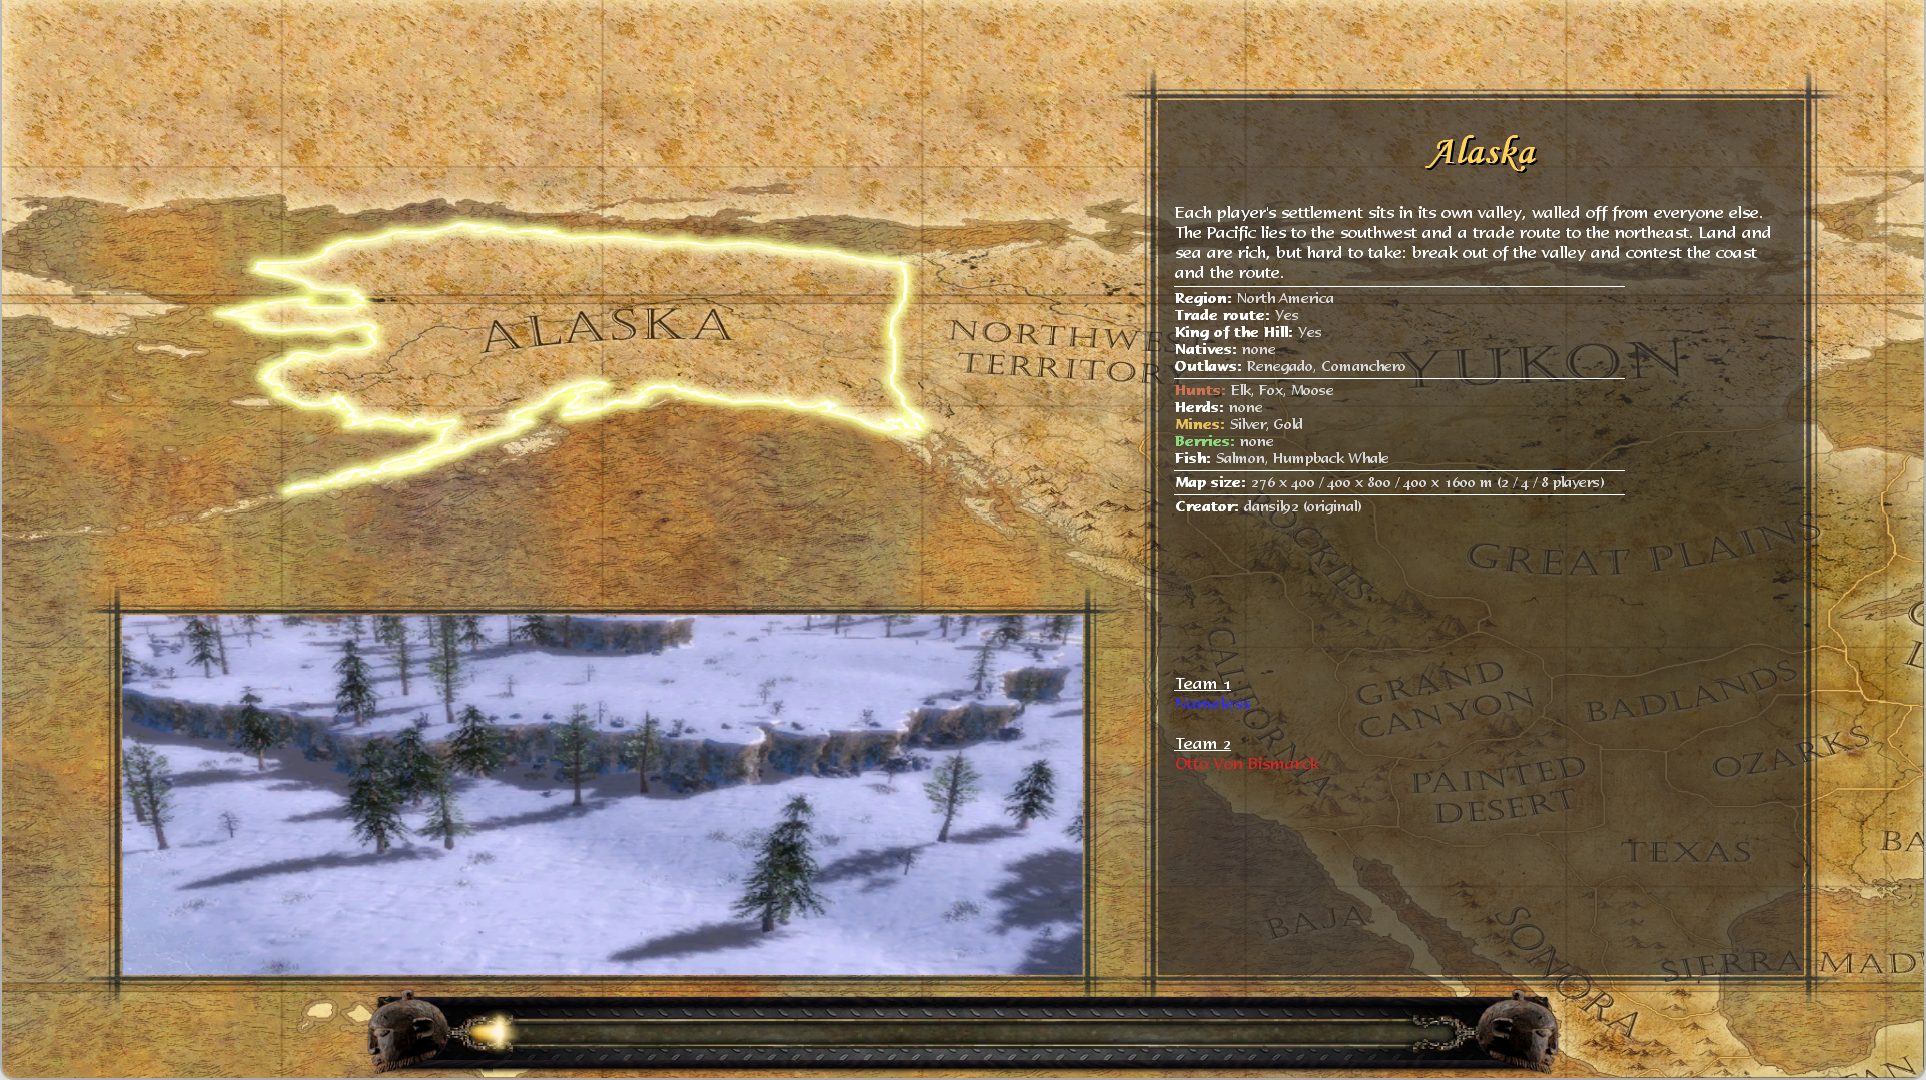 Alaska
Each player's settlement sits in its own valley, walled off from everyone else.
The Pacific lies to the southwest and a trade route to the northeast. Land and
sea are rich, but hard to take: break out of the valley and contest the coast
and the route.
Region: North America
Trade route: Yes
King of the Hill: Yes
Natives: none
Outlaws: Renegado, Comanchero
Hunts: Elk, Fox, Moose
Herds: none
Mines: Silver, Gold
Berries: none
Fish: Salmon, Humpback Whale
Map size: 276 x 400 / 400 x 800 / 400 x 1600 m (2 / 4 / 8 players)
Creator: dansil92 (original)
Team 1
Nameless
Team 2
Otto Von Bismarck
ALASKA
NORTHWEST
TERRITORY
YUKON
ROCKIES
GREAT PLAINS
CALIFORNIA
GRAND
CANYON
BADLANDS
OZARKS
PAINTED
DESERT
TEXAS
BAJA
SONORA
SIERRA MAD
BA